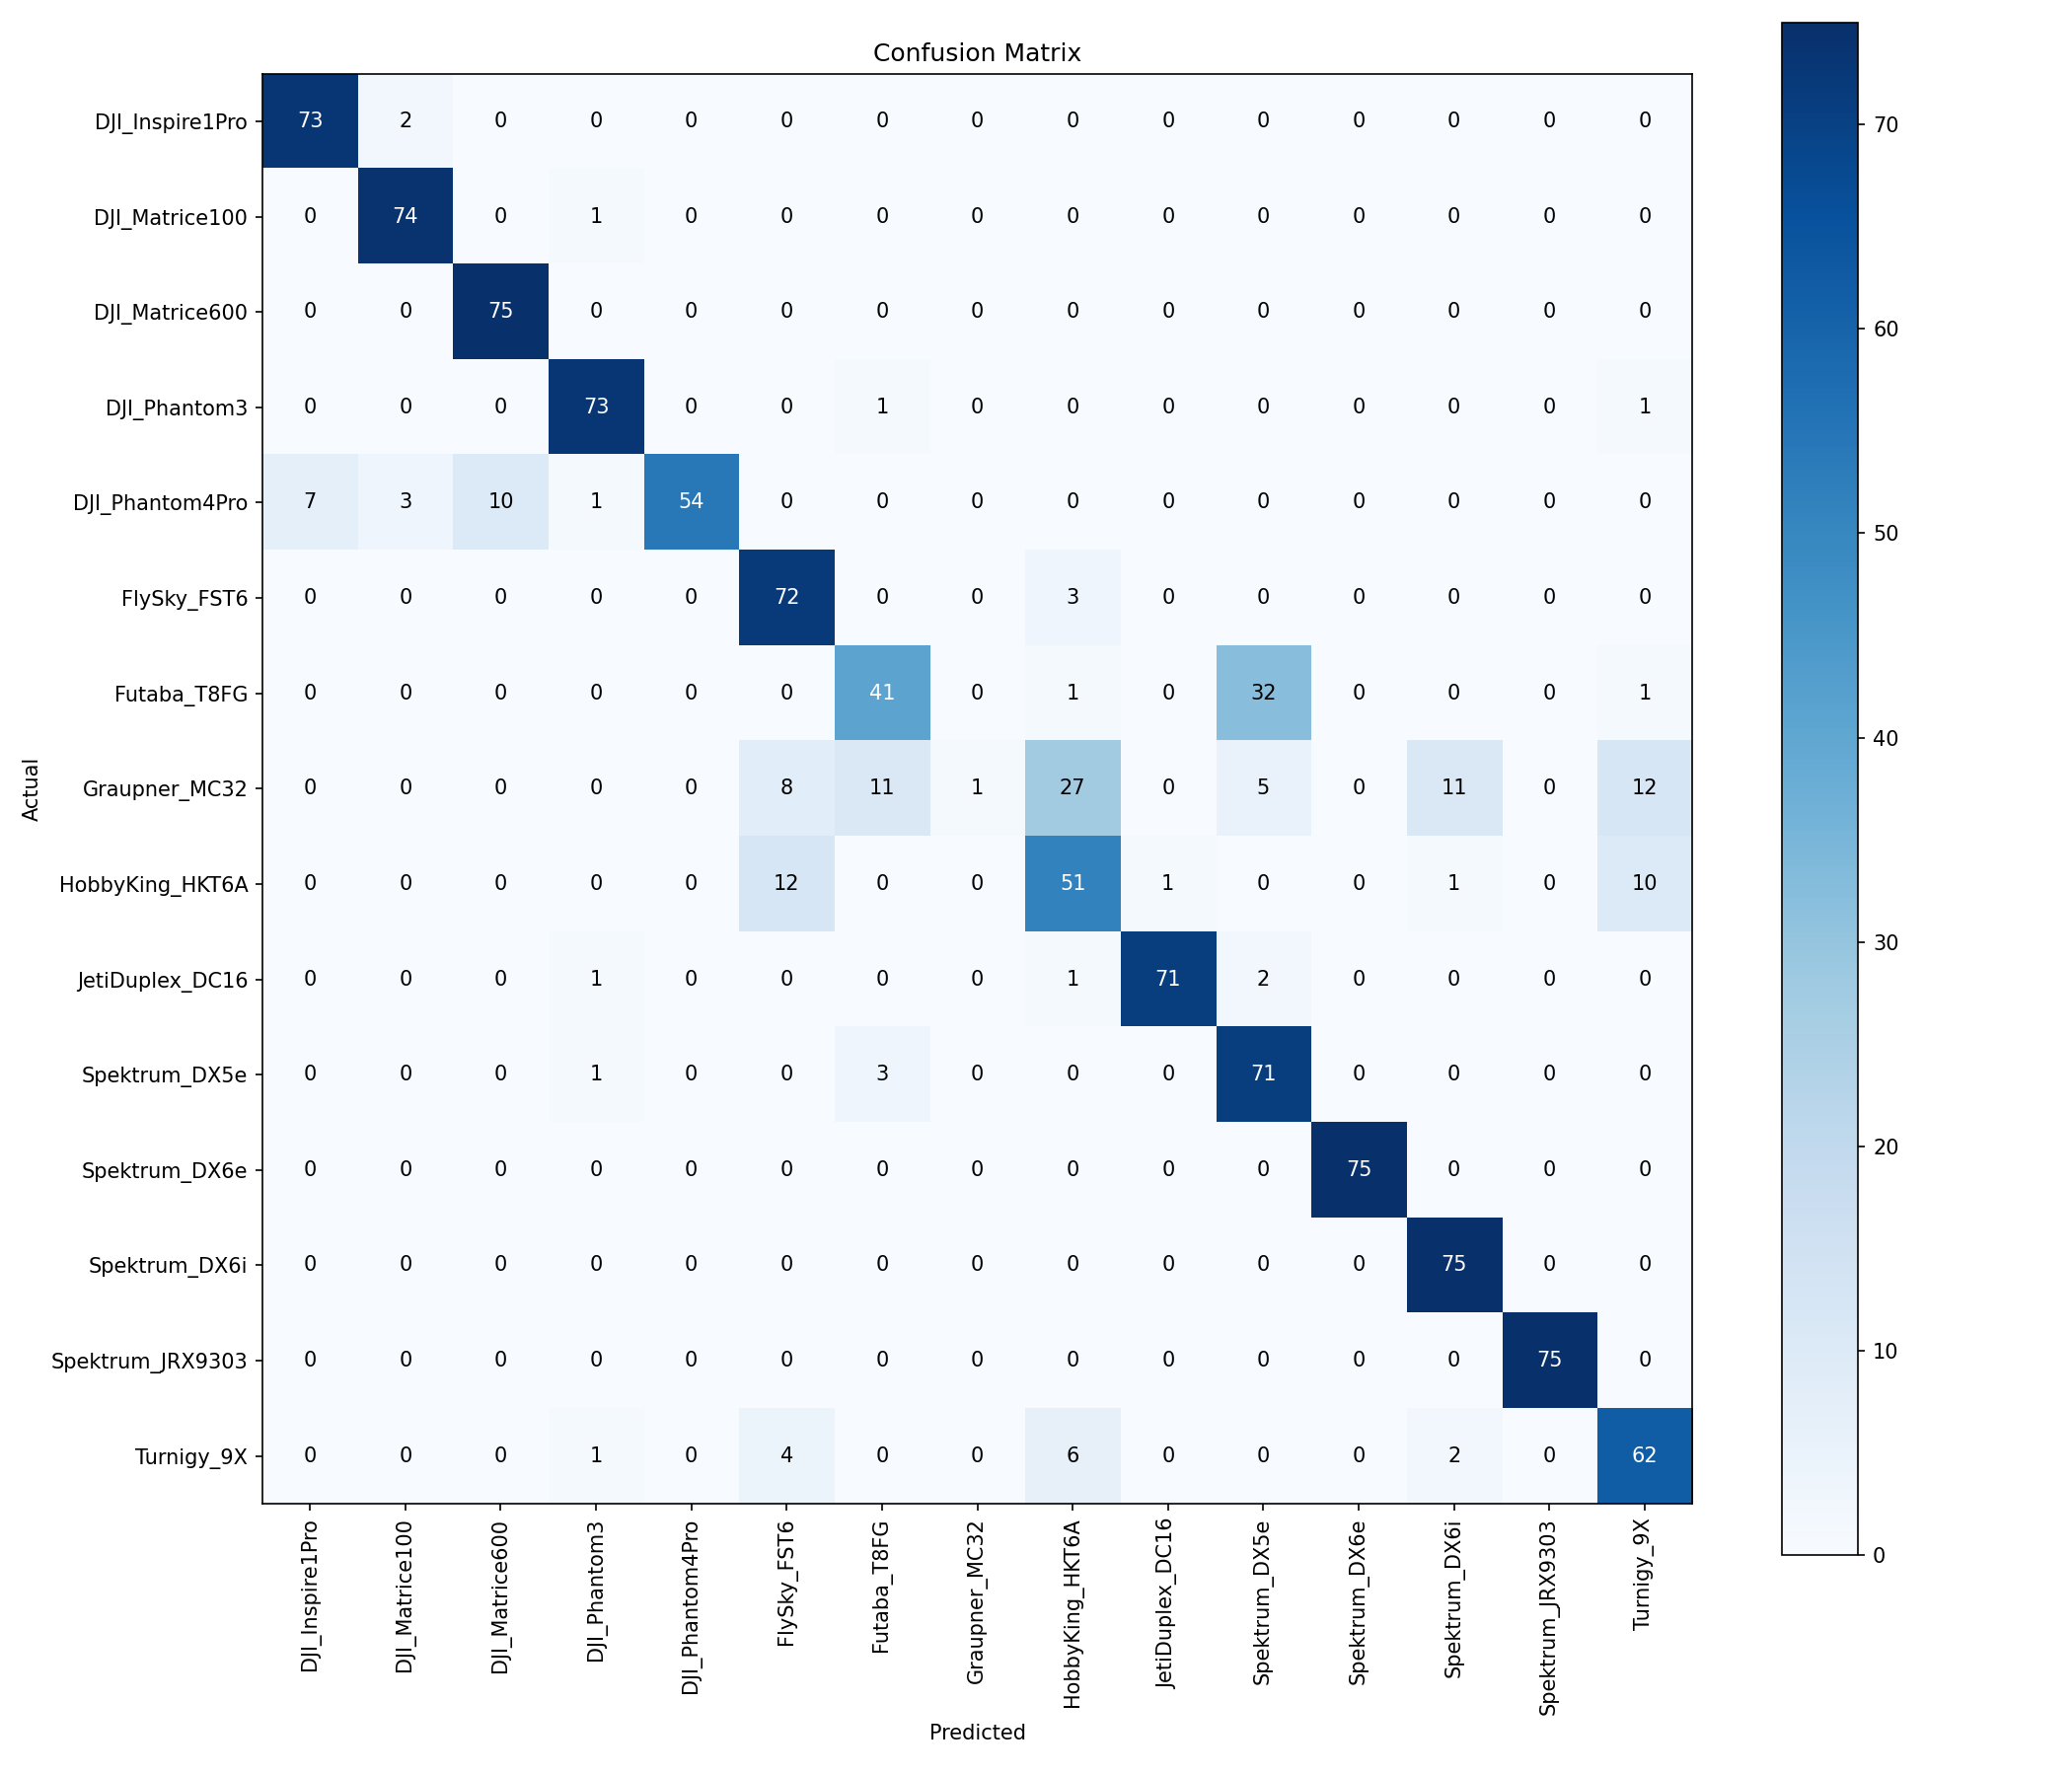 Confusion Matrix
DJI_Inspire1Pro 73 2 0 0 0 0 0 0 0 0 0 0 0 0 0
DJI_Matrice100 0 74 0 1 0 0 0 0 0 0 0 0 0 0 0
DJI_Matrice600 0 0 75 0 0 0 0 0 0 0 0 0 0 0 0
DJI_Phantom3 0 0 0 73 0 0 1 0 0 0 0 0 0 0 1
DJI_Phantom4Pro 7 3 10 1 54 0 0 0 0 0 0 0 0 0 0
FlySky_FST6 0 0 0 0 0 72 0 0 3 0 0 0 0 0 0
Futaba_T8FG 0 0 0 0 0 0 41 0 1 0 32 0 0 0 1
Graupner_MC32 0 0 0 0 0 8 11 1 27 0 5 0 11 0 12
HobbyKing_HKT6A 0 0 0 0 0 12 0 0 51 1 0 0 1 0 10
JetiDuplex_DC16 0 0 0 1 0 0 0 0 1 71 2 0 0 0 0
Spektrum_DX5e 0 0 0 1 0 0 3 0 0 0 71 0 0 0 0
Spektrum_DX6e 0 0 0 0 0 0 0 0 0 0 0 75 0 0 0
Spektrum_DX6i 0 0 0 0 0 0 0 0 0 0 0 0 75 0 0
Spektrum_JRX9303 0 0 0 0 0 0 0 0 0 0 0 0 0 75 0
Turnigy_9X 0 0 0 1 0 4 0 0 6 0 0 0 2 0 62
Actual
DJI_Inspire1Pro
DJI_Matrice100
DJI_Matrice600
DJI_Phantom3
DJI_Phantom4Pro
FlySky_FST6
Futaba_T8FG
Graupner_MC32
HobbyKing_HKT6A
JetiDuplex_DC16
Spektrum_DX5e
Spektrum_DX6e
Spektrum_DX6i
Spektrum_JRX9303
Turnigy_9X
Predicted
70
60
50
40
30
20
10
0